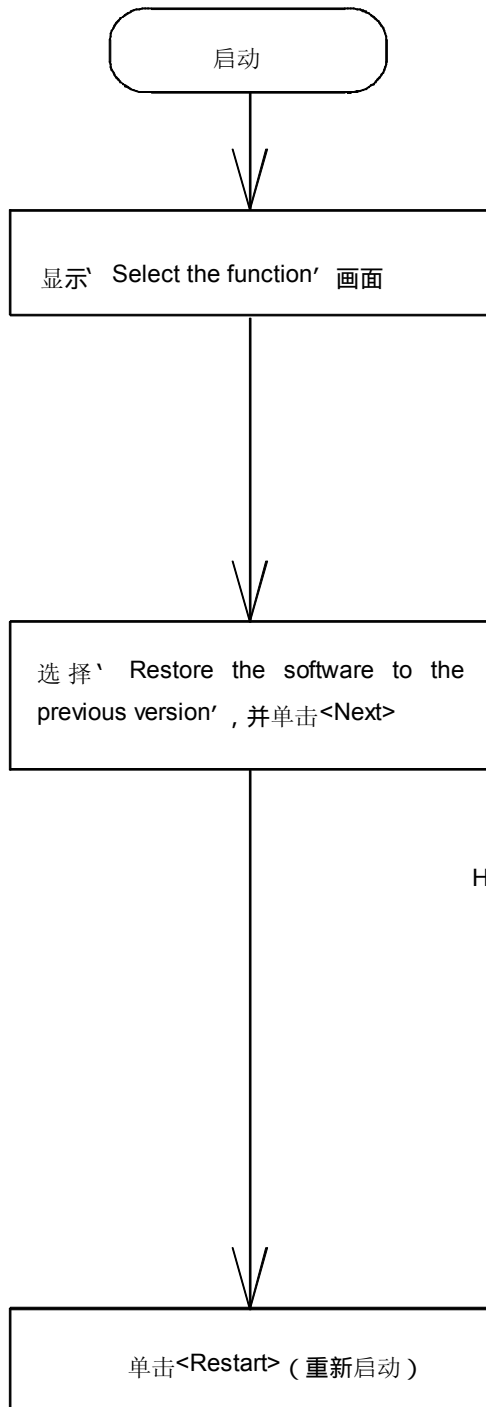 启动
显示‵ Select the function′ 画面
选择‵ Restore the software to the
previous version′，并单击<Next>
H
单击<Restart>（重新启动）